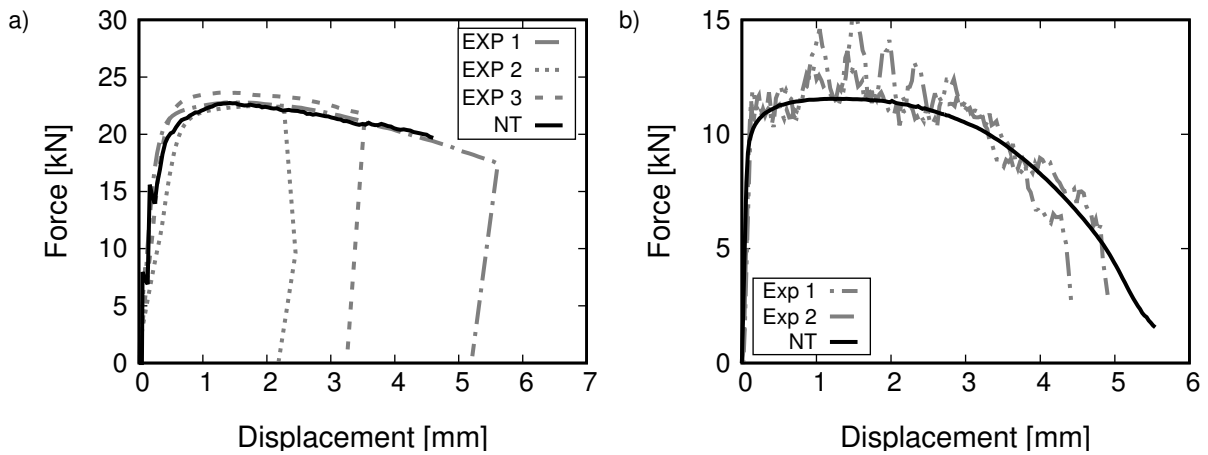 a)
30
25
20
15
10
5
0
0 1 2 3 4 5 6 7
Force [kN]
Displacement [mm]
EXP 1
EXP 2
EXP 3
NT
b)
15
10
5
0
0 1 2 3 4 5 6
Force [kN]
Displacement [mm]
Exp 1
Exp 2
NT